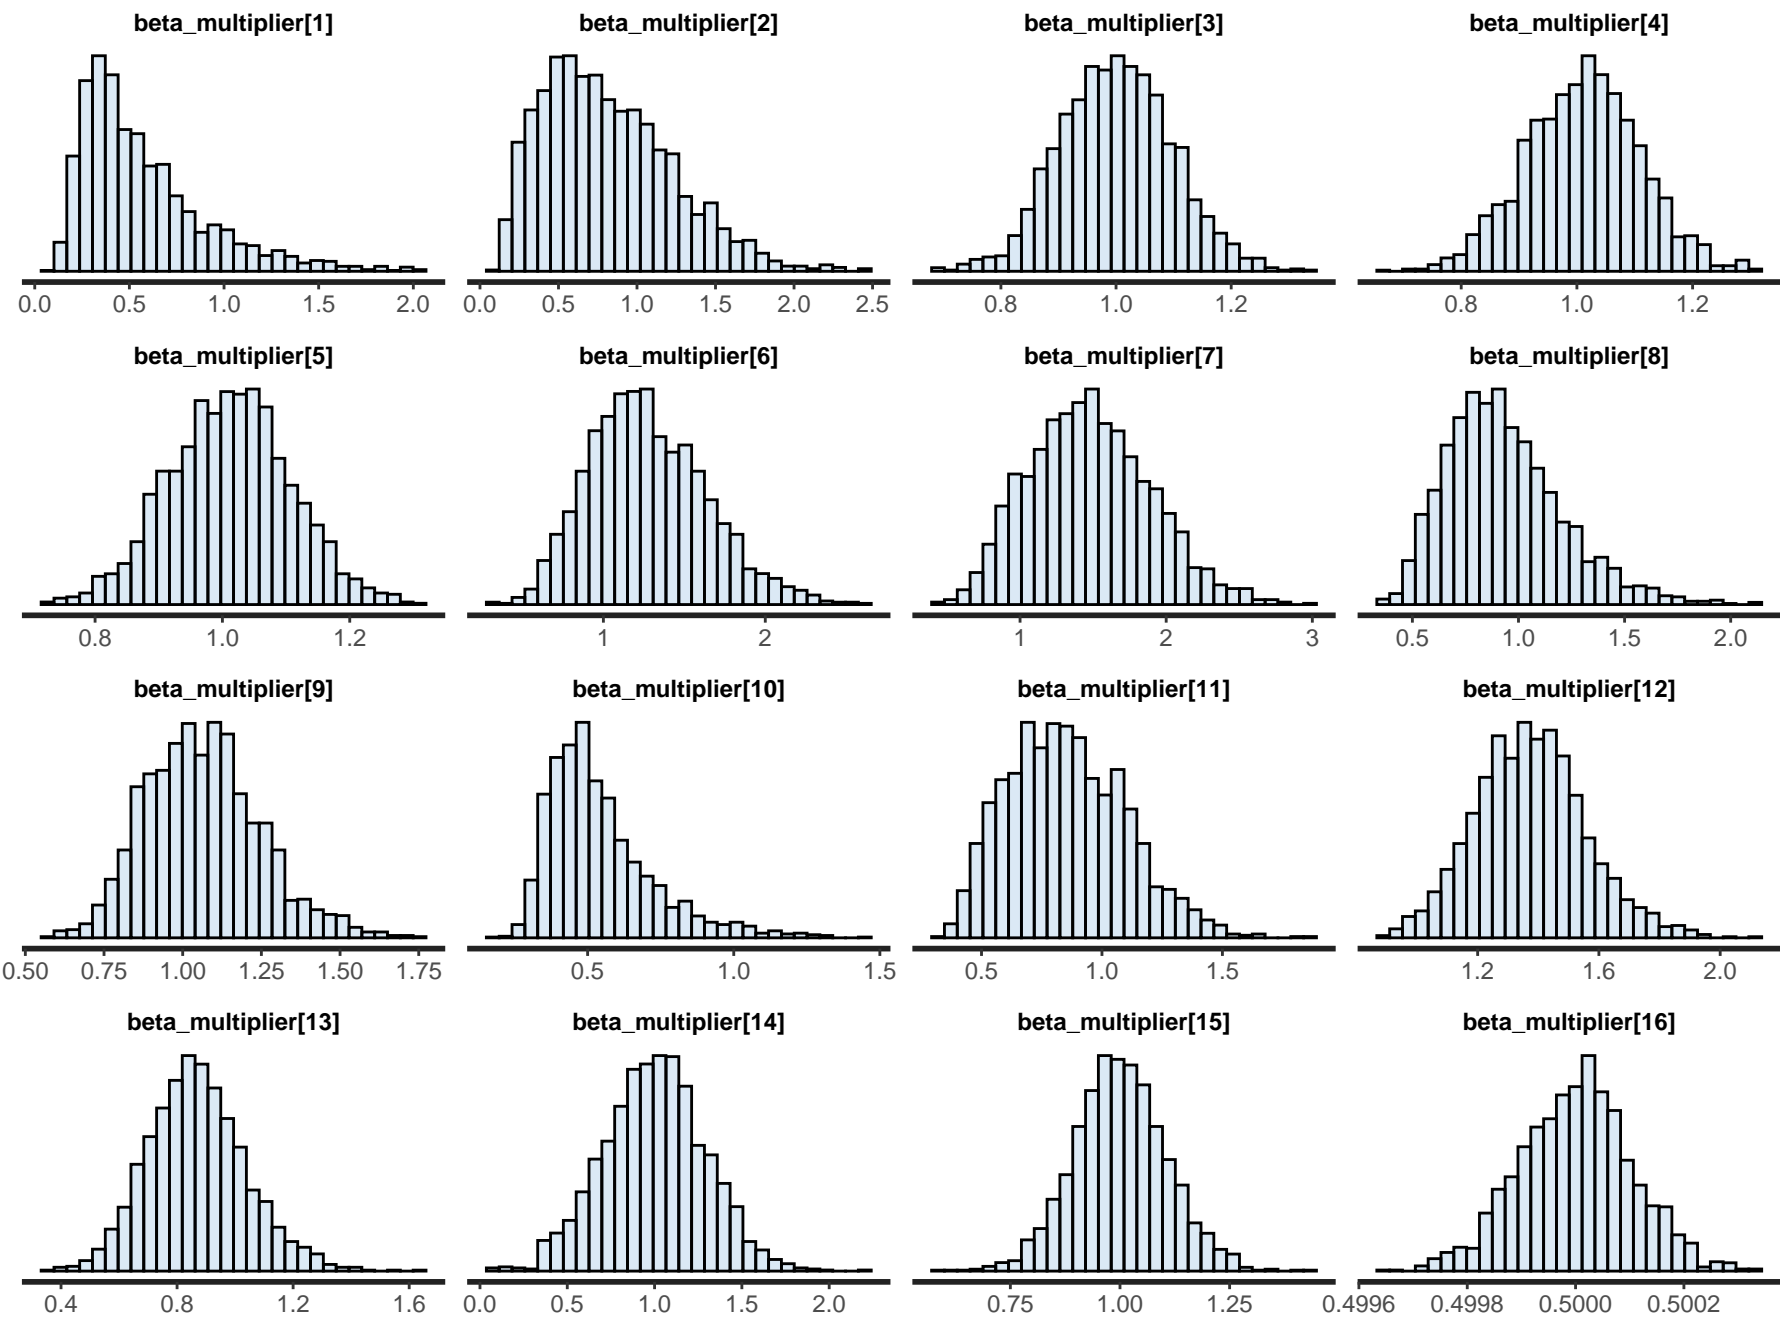 beta_multiplier[1] beta_multiplier[2] beta_multiplier[3] beta_multiplier[4]
0.0 0.5 1.0 1.5 2.0 0.0 0.5 1.0 1.5 2.0 2.5 0.8 1.0 1.2 0.8 1.0 1.2
beta_multiplier[5] beta_multiplier[6] beta_multiplier[7] beta_multiplier[8]
0.8 1.0 1.2 1 2 1 2 3 0.5 1.0 1.5 2.0
beta_multiplier[9] beta_multiplier[10] beta_multiplier[11] beta_multiplier[12]
0.50 0.75 1.00 1.25 1.50 1.75 0.5 1.0 1.5 0.5 1.0 1.5 1.2 1.6 2.0
beta_multiplier[13] beta_multiplier[14] beta_multiplier[15] beta_multiplier[16]
0.4 0.8 1.2 1.6 0.0 0.5 1.0 1.5 2.0 0.75 1.00 1.25 0.4996 0.4998 0.5000 0.5002